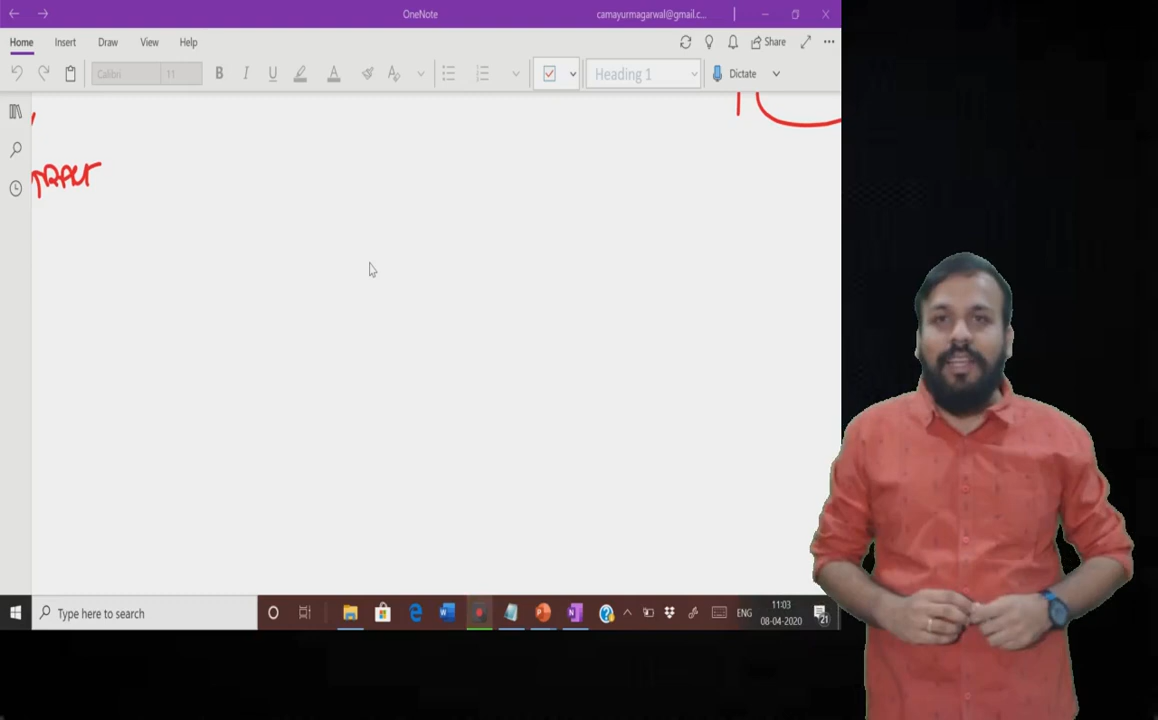 OneNote
camayurmagarwal@gmail.c...
Home Insert Draw View Help
Share
Calibri 11 B I U A Heading 1 Dictate
Type here to search
ENG
11:03
08-04-2020
21